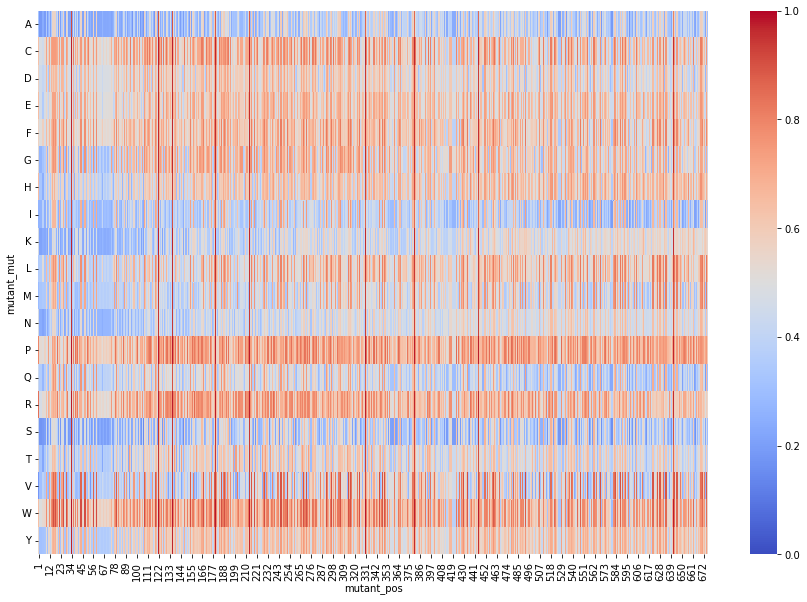 mutant_mut
A
C
D
E
F
G
H
I
K
L
M
N
P
Q
R
S
T
V
W
Y
1 12 23 34 45 56 67 78 89 100 111 122 133 144 155 166 177 188 199 210 221 232 243 254 265 276 287 298 309 320 331 342 353 364 375 386 397 408 419 430 441 452 463 474 485 496 507 518 529 540 551 562 573 584 595 606 617 628 639 650 661 672
mutant_pos
1.0
0.8
0.6
0.4
0.2
0.0